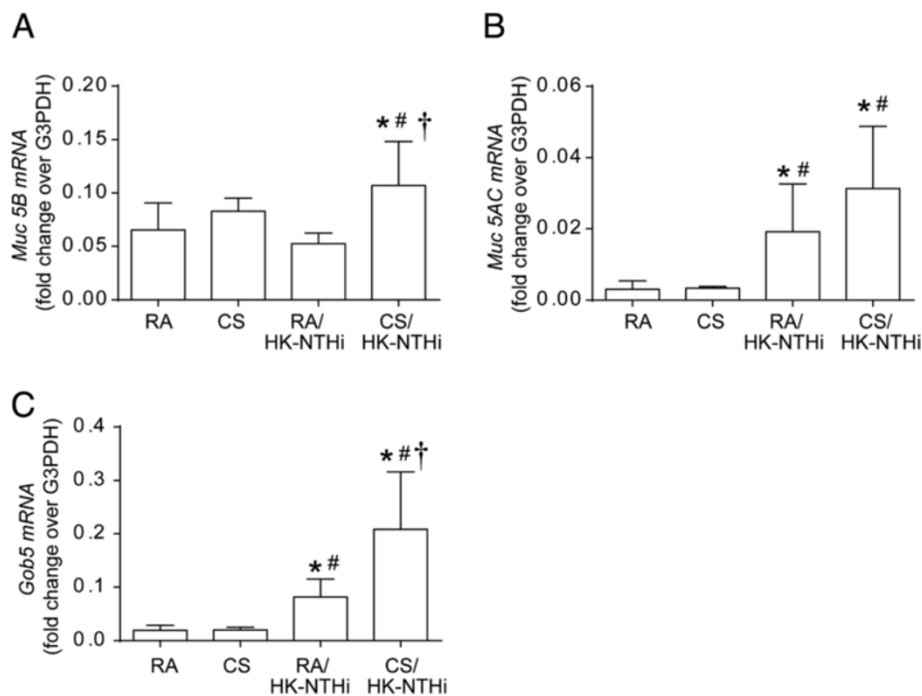 A
Muc 5B mRNA
(fold change over G3PDH)
0.20
0.15
0.10
0.05
0.00
* # †
RA
CS
RA/
HK-NTHi
CS/
HK-NTHi
B
Muc 5AC mRNA
(fold change over G3PDH)
0.06
0.04
0.02
0.00
* #
* #
RA
CS
RA/
HK-NTHi
CS/
HK-NTHi
C
Gob5 mRNA
(fold change over G3PDH)
0.4
0.3
0.2
0.1
0.0
* #
* # †
RA
CS
RA/
HK-NTHi
CS/
HK-NTHi